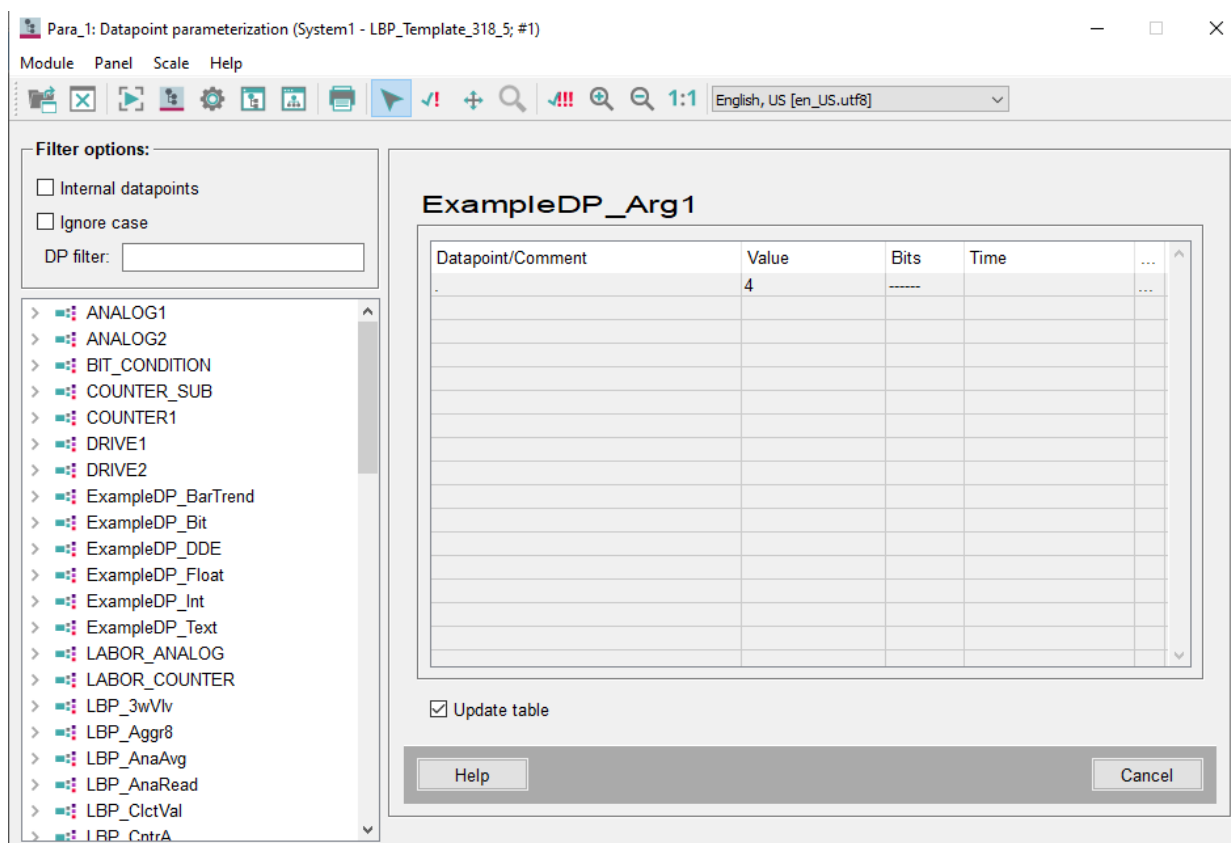 Para_1: Datapoint parameterization (System1 - LBP_Template_318_5; #1)
Module Panel Scale Help
1:1 English, US [en_US.utf8]
Filter options:
Internal datapoints
Ignore case
DP filter:
ANALOG1
ANALOG2
BIT_CONDITION
COUNTER_SUB
COUNTER1
DRIVE1
DRIVE2
ExampleDP_BarTrend
ExampleDP_Bit
ExampleDP_DDE
ExampleDP_Float
ExampleDP_Int
ExampleDP_Text
LABOR_ANALOG
LABOR_COUNTER
LBP_3wVlv
LBP_Aggr8
LBP_AnaAvg
LBP_AnaRead
LBP_ClctVal
LBP_CntrA
ExampleDP_Arg1
Datapoint/Comment Value Bits Time ...
. 4 ------ ...
Update table
Help Cancel